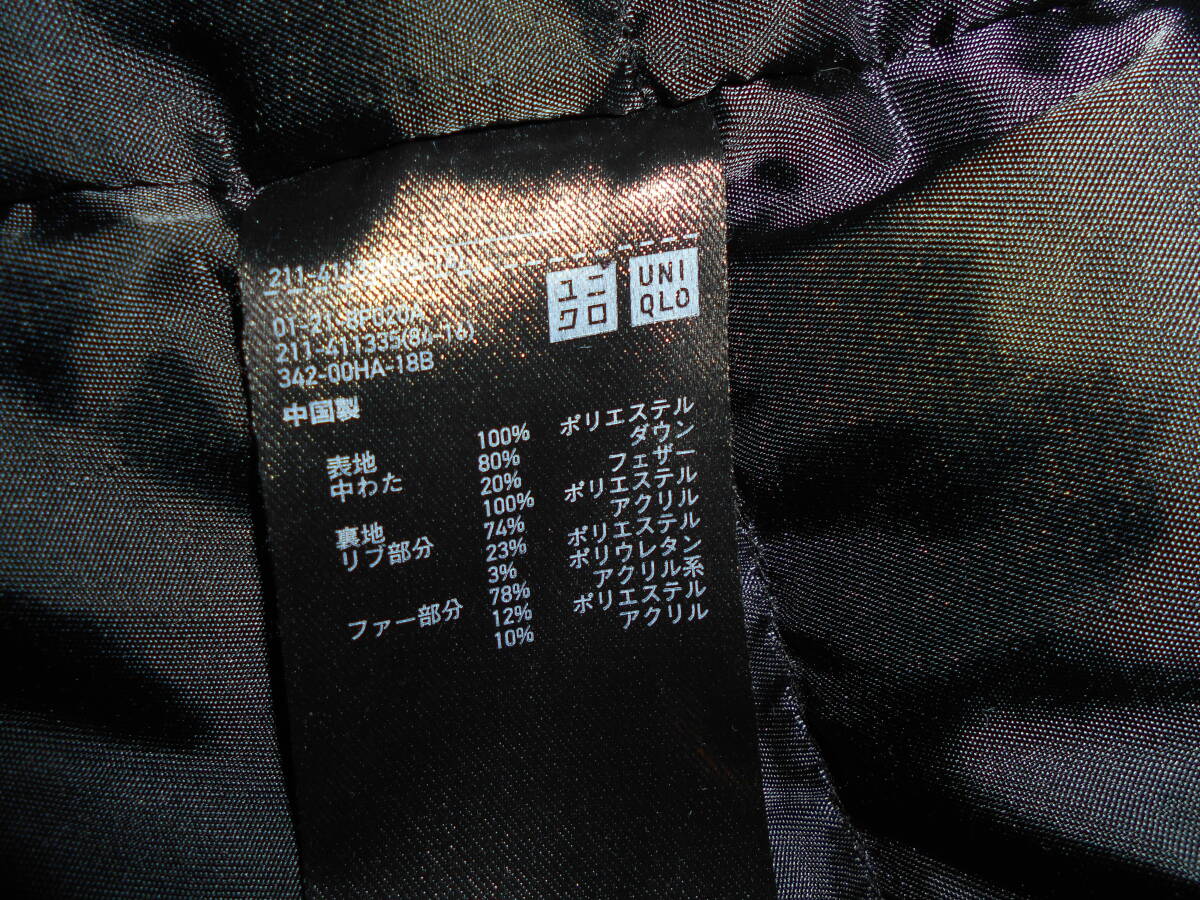 ユニ
クロ
UNI
QLO
211-411335(84-16)
342-00HA-18B
中国製
表地 100% ポリエステル
中わた 80% ダウン
20% フェザー
裏地 100% ポリエステル
リブ部分 74% アクリル
23% ポリエステル
3% ポリウレタン
ファー部分 78% アクリル系
12% ポリエステル
10% アクリル